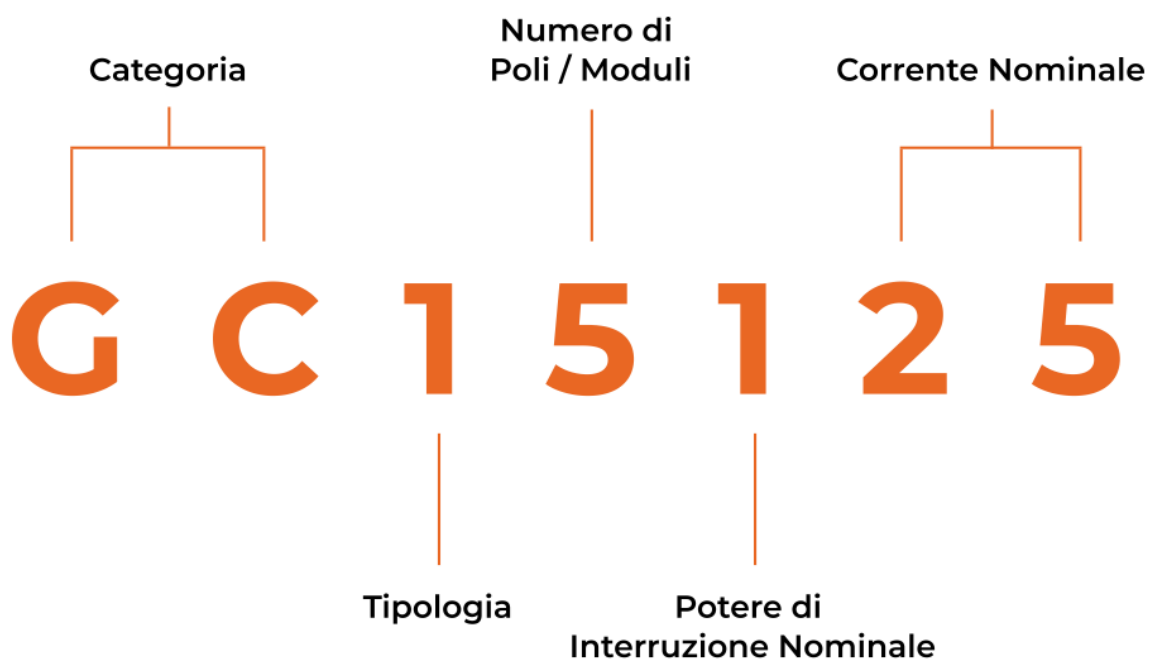 Numero di
Poli / Moduli
Categoria
Corrente Nominale
G C 1 5 1 2 5
Tipologia
Potere di
Interruzione Nominale